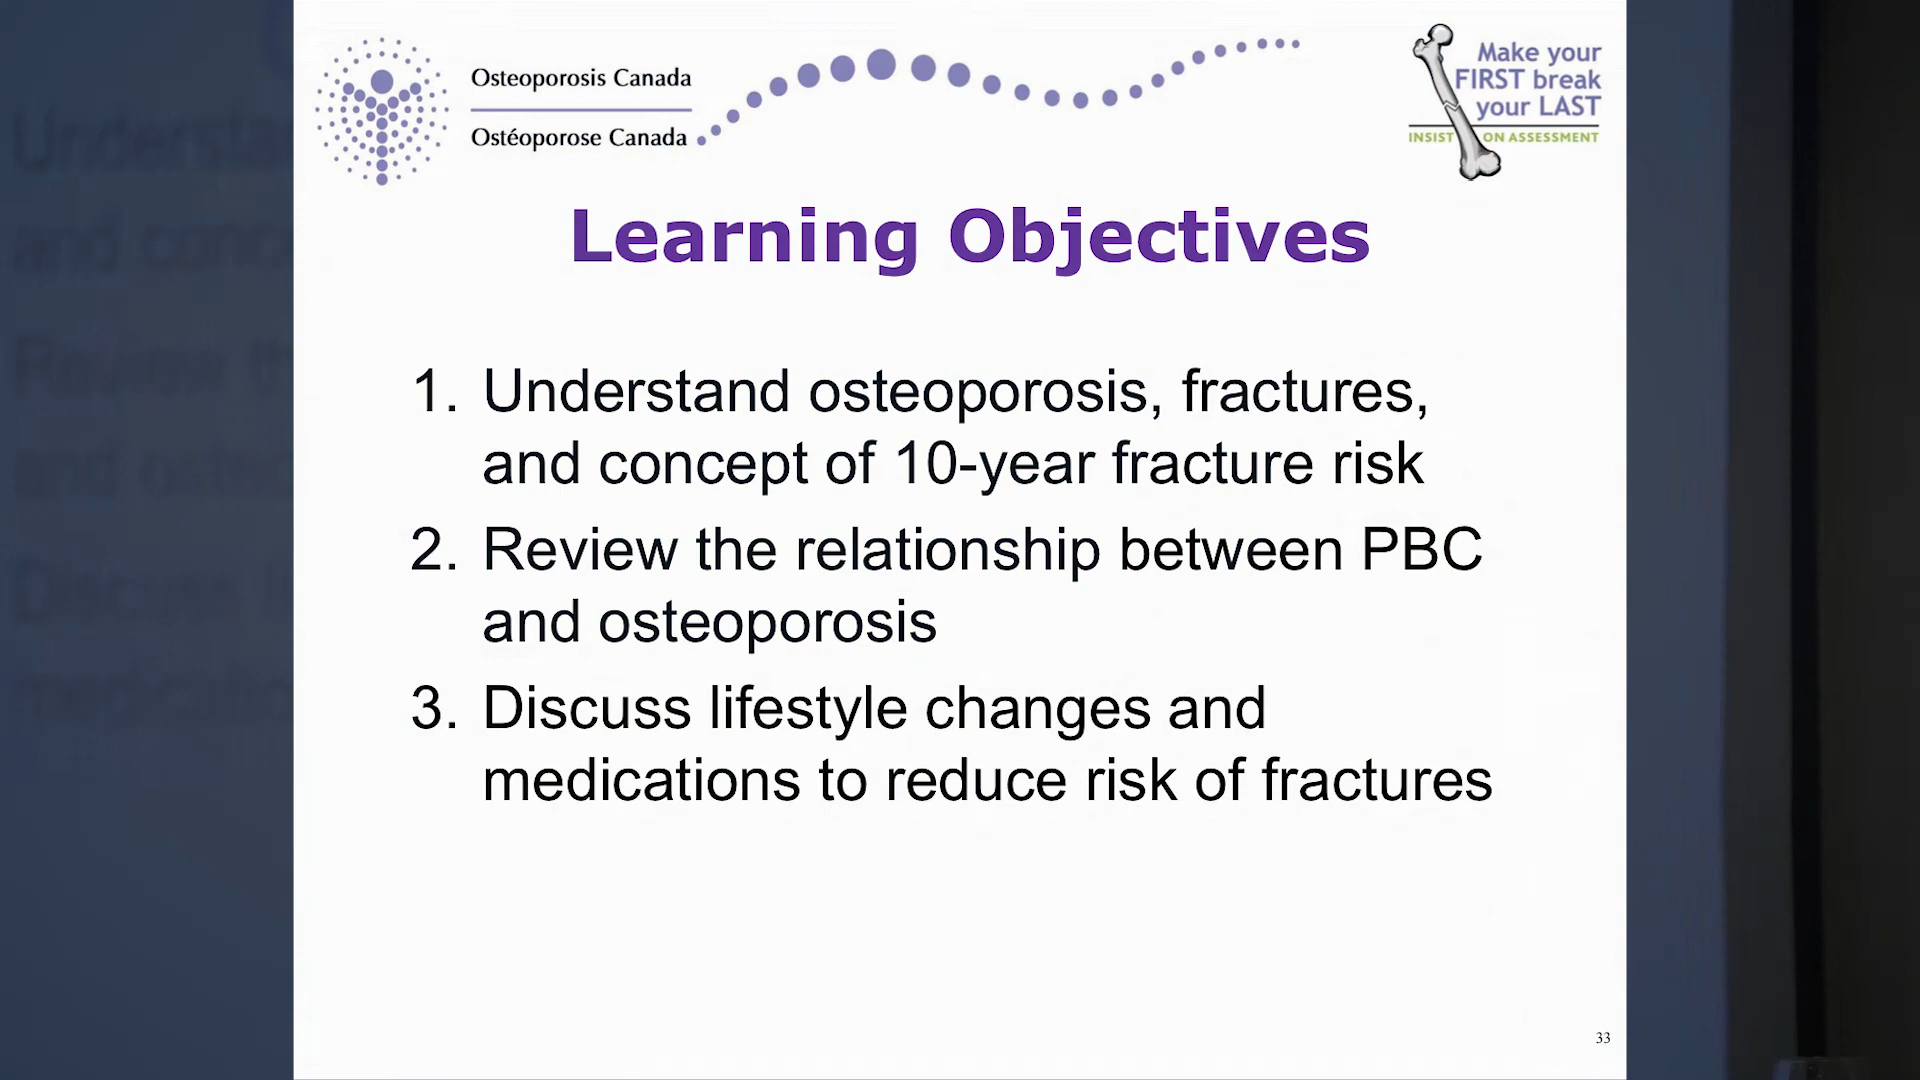 Osteoporosis Canada
Ostéoporose Canada
Make your
FIRST break
your LAST
INSIST ON ASSESSMENT
Learning Objectives
1. Understand osteoporosis, fractures,
and concept of 10-year fracture risk
2. Review the relationship between PBC
and osteoporosis
3. Discuss lifestyle changes and
medications to reduce risk of fractures
33